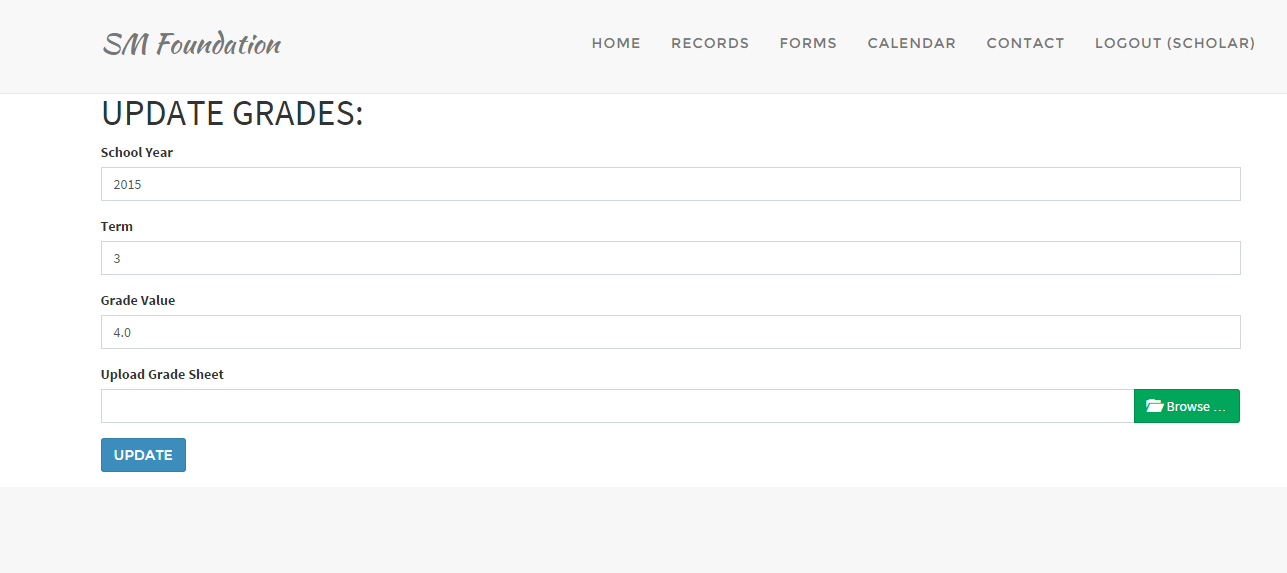 SM Foundation
HOME RECORDS FORMS CALENDAR CONTACT LOGOUT (SCHOLAR)
UPDATE GRADES:
School Year
2015
Term
3
Grade Value
4.0
Upload Grade Sheet
Browse ...
UPDATE